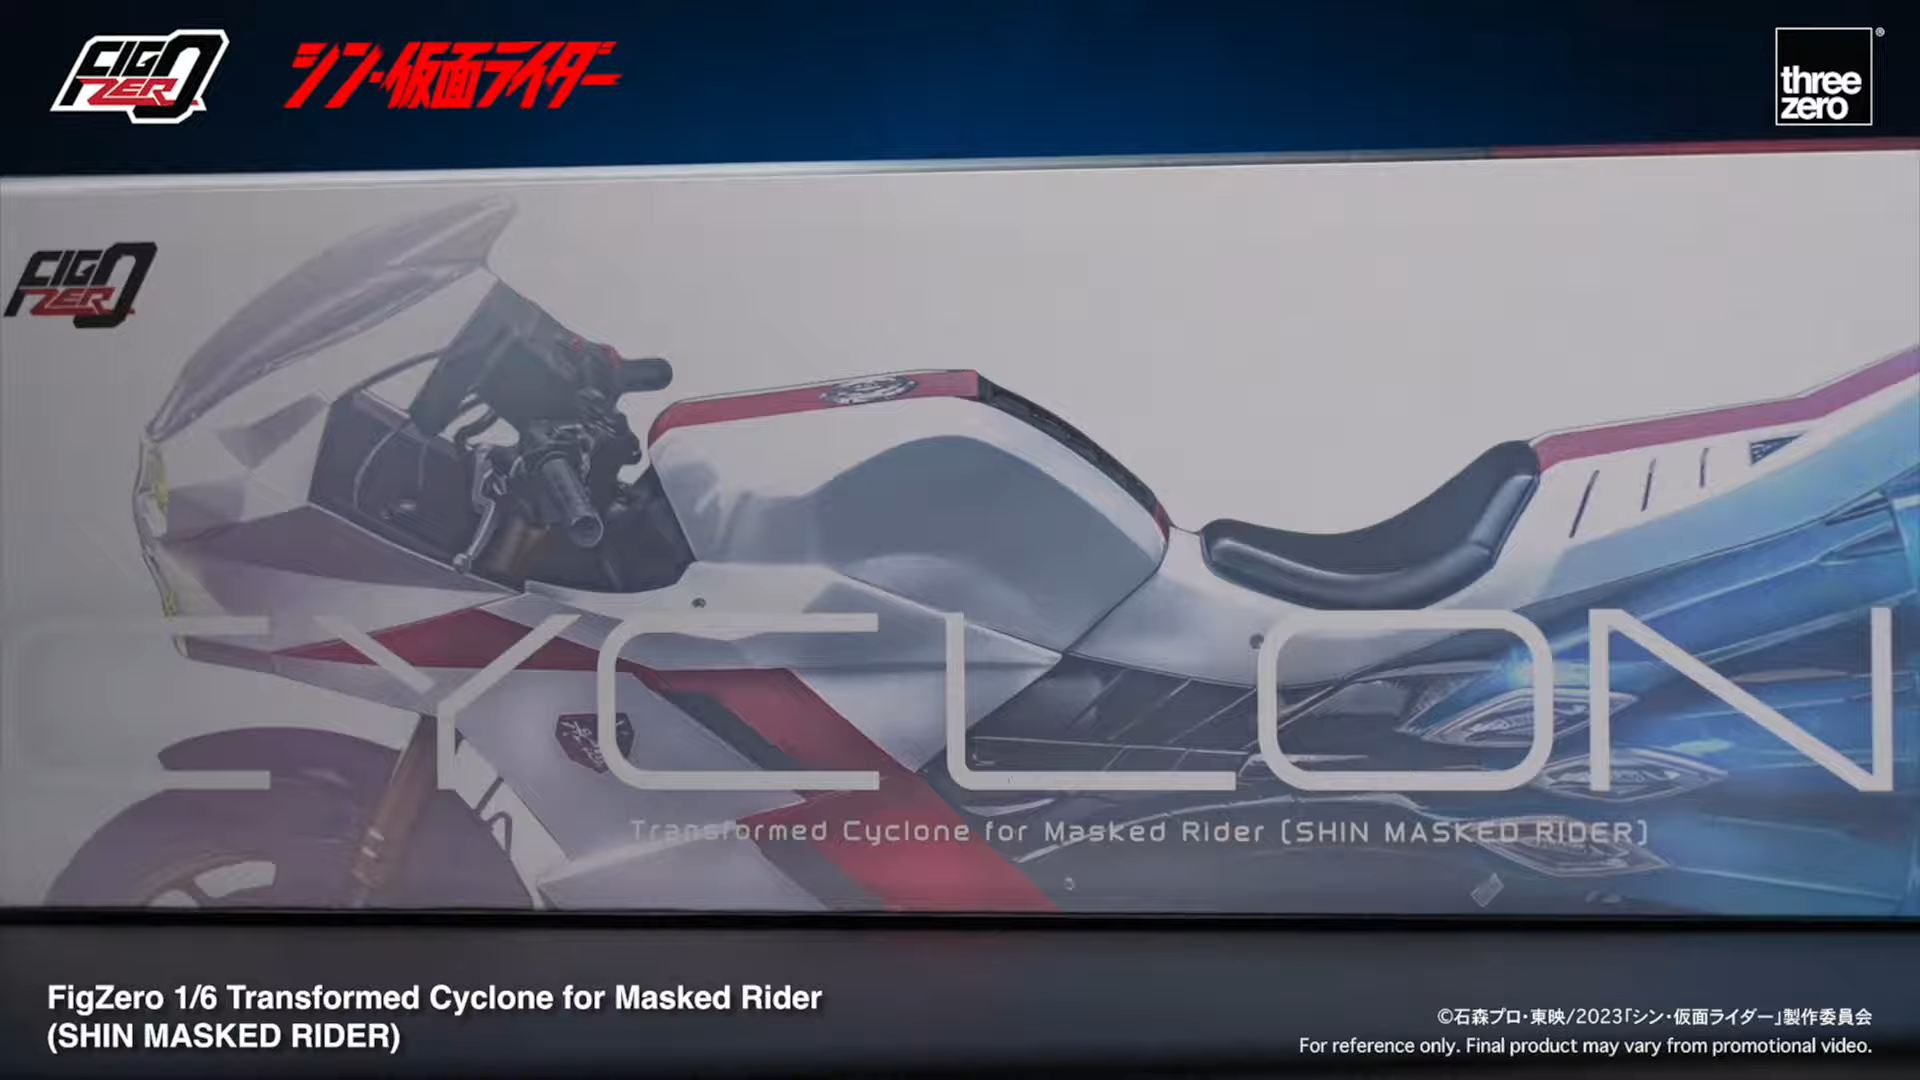 FIG
ZERO
シン・仮面ライダー
three
zero
®
FIG
ZERO
CYCLON
Transformed Cyclone for Masked Rider (SHIN MASKED RIDER)
FigZero 1/6 Transformed Cyclone for Masked Rider
(SHIN MASKED RIDER)
©石森プロ・東映/2023「シン・仮面ライダー」製作委員会
For reference only. Final product may vary from promotional video.